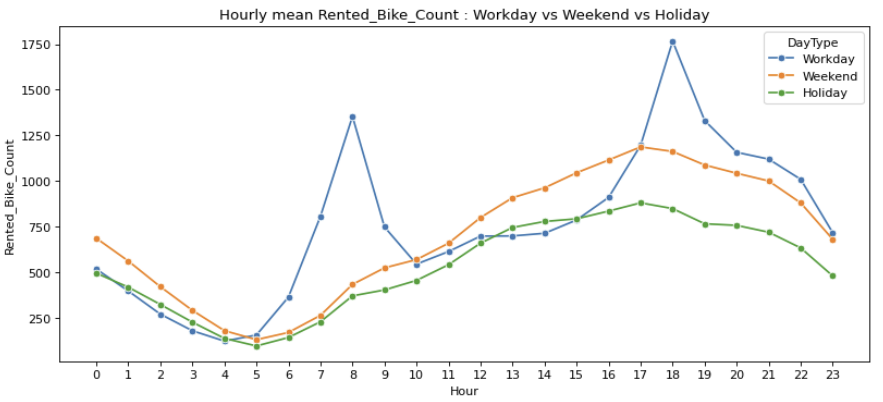 Hourly mean Rented_Bike_Count : Workday vs Weekend vs Holiday
DayType
Workday
Weekend
Holiday
Rented_Bike_Count
1750
1500
1250
1000
750
500
250
0 1 2 3 4 5 6 7 8 9 10 11 12 13 14 15 16 17 18 19 20 21 22 23
Hour